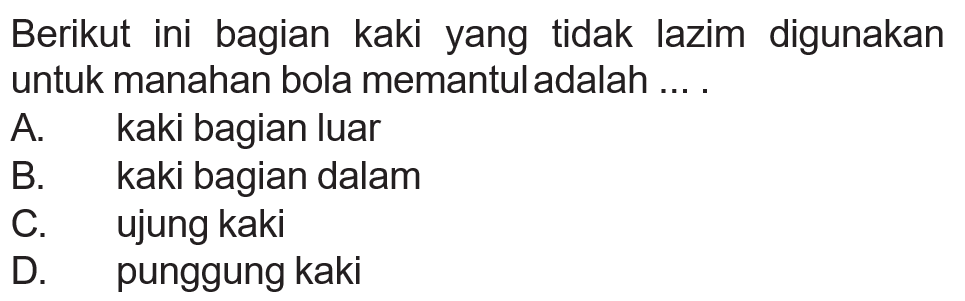 Berikut ini bagian kaki yang tidak lazim digunakan
untuk manahan bola memantul adalah ... .
A. kaki bagian luar
B. kaki bagian dalam
C. ujung kaki
D. punggung kaki